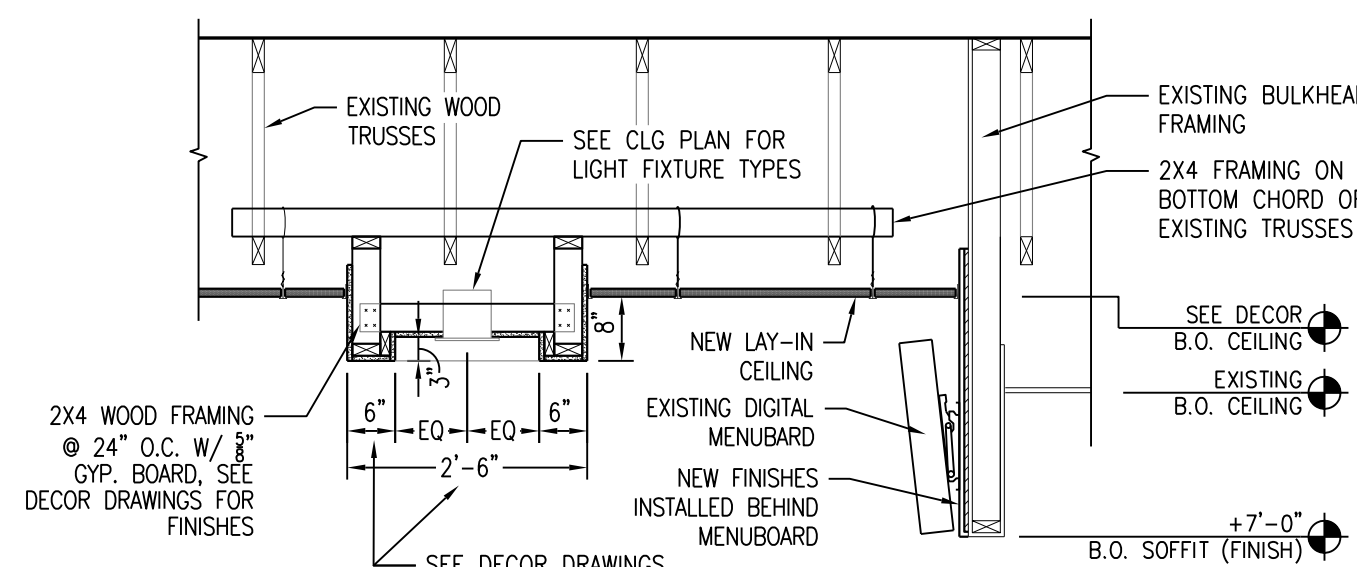 EXISTING WOOD
TRUSSES
SEE CLG PLAN FOR
LIGHT FIXTURE TYPES
EXISTING BULKHEA
FRAMING
2X4 FRAMING ON
BOTTOM CHORD O
EXISTING TRUSSES
8"
3"
NEW LAY-IN
CEILING
SEE DECOR
B.O. CEILING
EXISTING
B.O. CEILING
2X4 WOOD FRAMING
@ 24" O.C. W/ 5/8"
GYP. BOARD, SEE
DECOR DRAWINGS FOR
FINISHES
6" EQ EQ 6"
2'-6"
EXISTING DIGITAL
MENUBARD
NEW FINISHES
INSTALLED BEHIND
MENUBOARD
+7'-0"
B.O. SOFFIT (FINISH)
SEE DECOR DRAWINGS